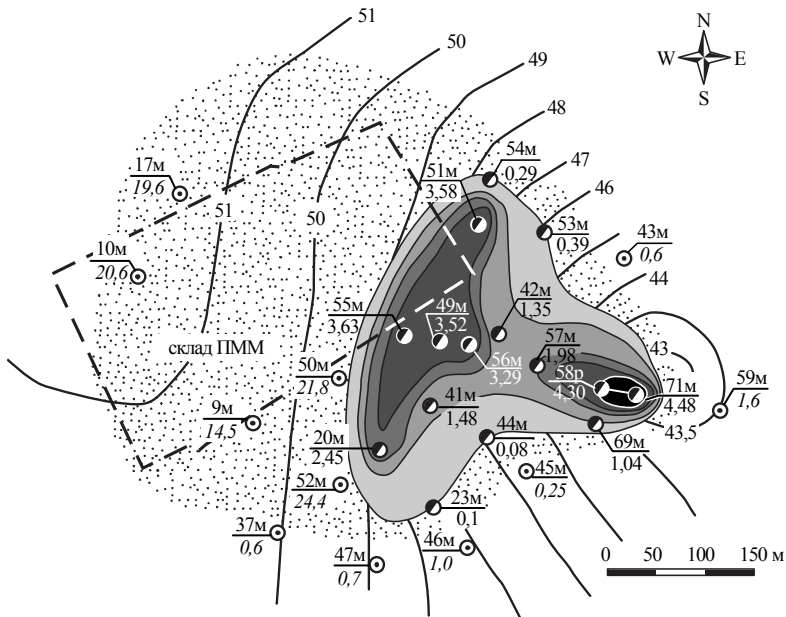 51
50
49
48
47
46
44
43
43,5
51
50
N
W
E
S
17м
19,6
10м
20,6
склад ПММ
9м
14,5
37м
0,6
54м
0,29
51м
3,58
53м
0,39
43м
0,6
42м
1,35
55м
3,63
49м
3,52
56м
3,29
57м
1,98
58р
4,30
71м
4,48
59м
1,6
50м
21,8
41м
1,48
20м
2,45
44м
0,08
69м
1,04
45м
0,25
52м
24,4
23м
0,1
46м
1,0
47м
0,7
0 50 100 150 м